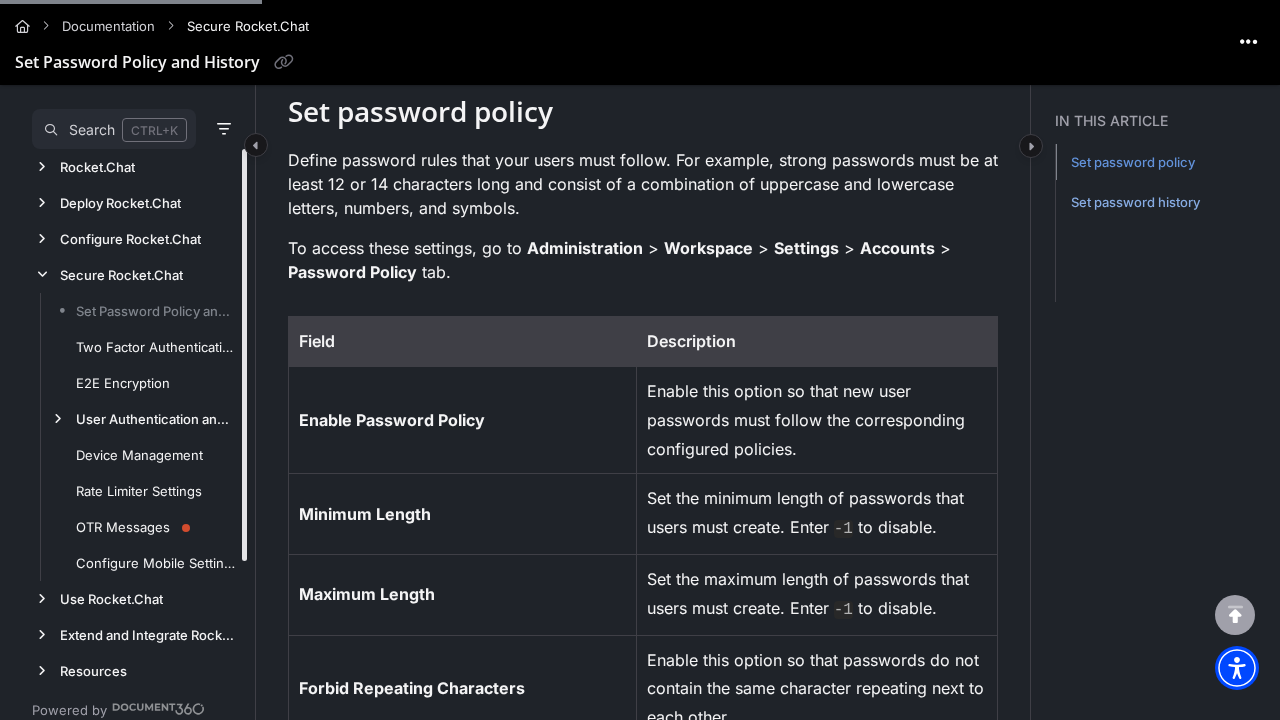 Documentation
Secure Rocket.Chat
Set Password Policy and History
Search CTRL+K
Rocket.Chat
Deploy Rocket.Chat
Configure Rocket.Chat
Secure Rocket.Chat
Set Password Policy an...
Two Factor Authenticati...
E2E Encryption
User Authentication an...
Device Management
Rate Limiter Settings
OTR Messages
Configure Mobile Settin...
Use Rocket.Chat
Extend and Integrate Rock...
Resources
Powered by DOCUMENT360
Set password policy
Define password rules that your users must follow. For example, strong passwords must be at
least 12 or 14 characters long and consist of a combination of uppercase and lowercase
letters, numbers, and symbols.
To access these settings, go to Administration > Workspace > Settings > Accounts >
Password Policy tab.
Field
Description
Enable Password Policy
Enable this option so that new user
passwords must follow the corresponding
configured policies.
Minimum Length
Set the minimum length of passwords that
users must create. Enter -1 to disable.
Maximum Length
Set the maximum length of passwords that
users must create. Enter -1 to disable.
Forbid Repeating Characters
Enable this option so that passwords do not
contain the same character repeating next to
each other
IN THIS ARTICLE
Set password policy
Set password history